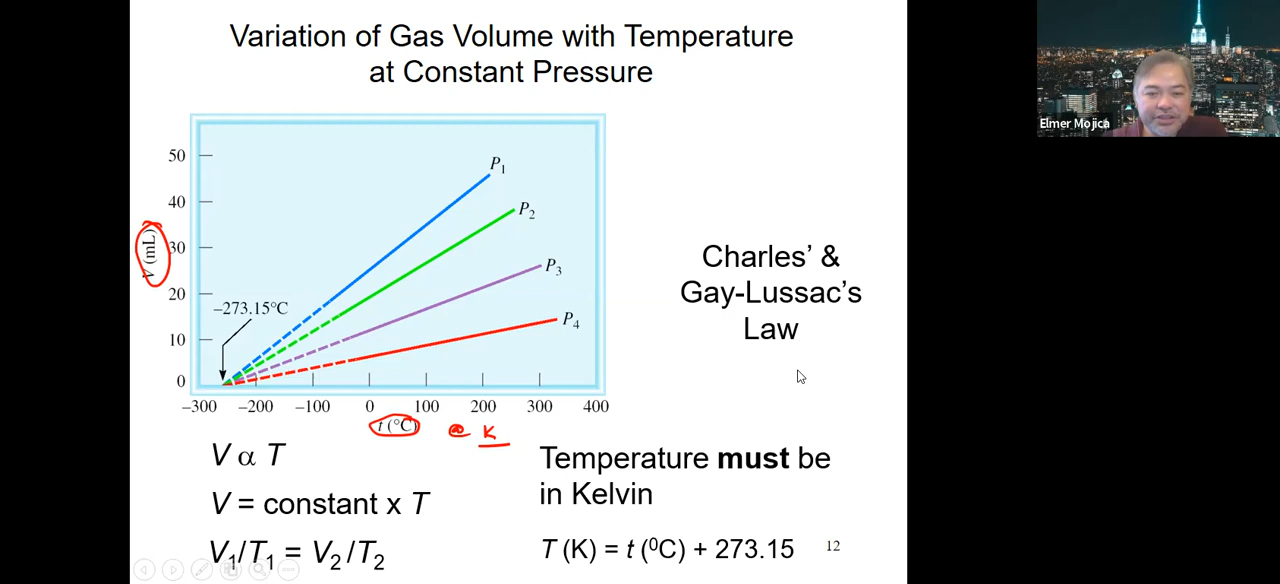 Variation of Gas Volume with Temperature
at Constant Pressure
Elmer Mojica
50
40
30
20
10
0
V (mL)
−273.15°C
P1
P2
P3
P4
−300 −200 −100 0 100 200 300 400
t (°C)
@ K
Charles’ &
Gay-Lussac’s
Law
V α T
V = constant x T
V1/T1 = V2/T2
Temperature must be
in Kelvin
T (K) = t (⁰C) + 273.15
12